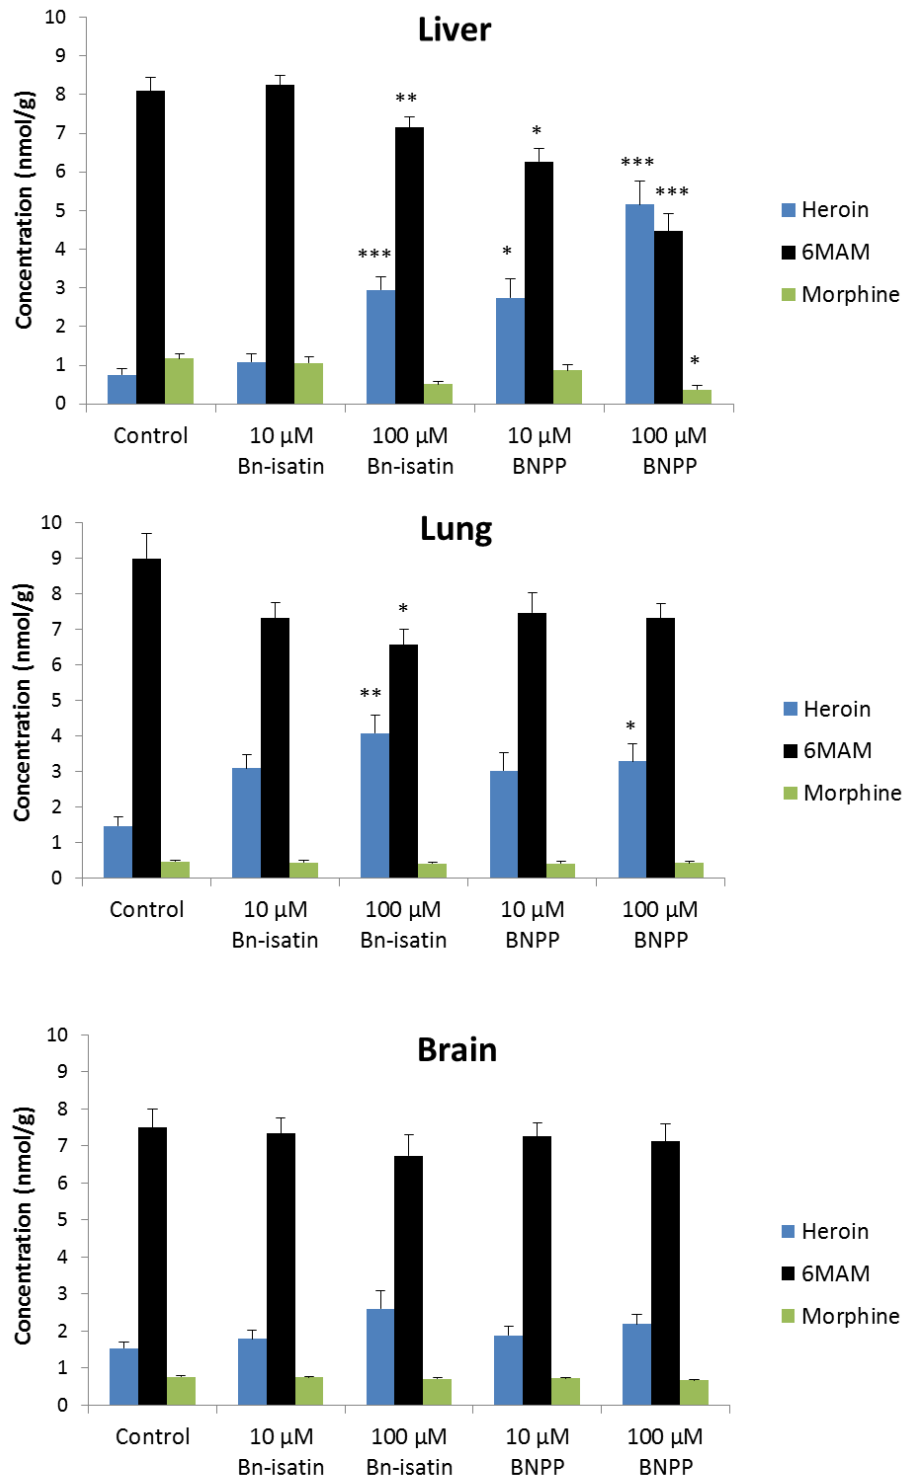 Liver
Concentration (nmol/g)
10
9
8
7
6
5
4
3
2
1
0
**
*
***
***
***
*
*
Heroin
6MAM
Morphine
Control
10 µM
Bn-isatin
100 µM
Bn-isatin
10 µM
BNPP
100 µM
BNPP
Lung
Concentration (nmol/g)
10
9
8
7
6
5
4
3
2
1
0
*
**
*
Heroin
6MAM
Morphine
Control
10 µM
Bn-isatin
100 µM
Bn-isatin
10 µM
BNPP
100 µM
BNPP
Brain
Concentration (nmol/g)
10
9
8
7
6
5
4
3
2
1
0
Heroin
6MAM
Morphine
Control
10 µM
Bn-isatin
100 µM
Bn-isatin
10 µM
BNPP
100 µM
BNPP